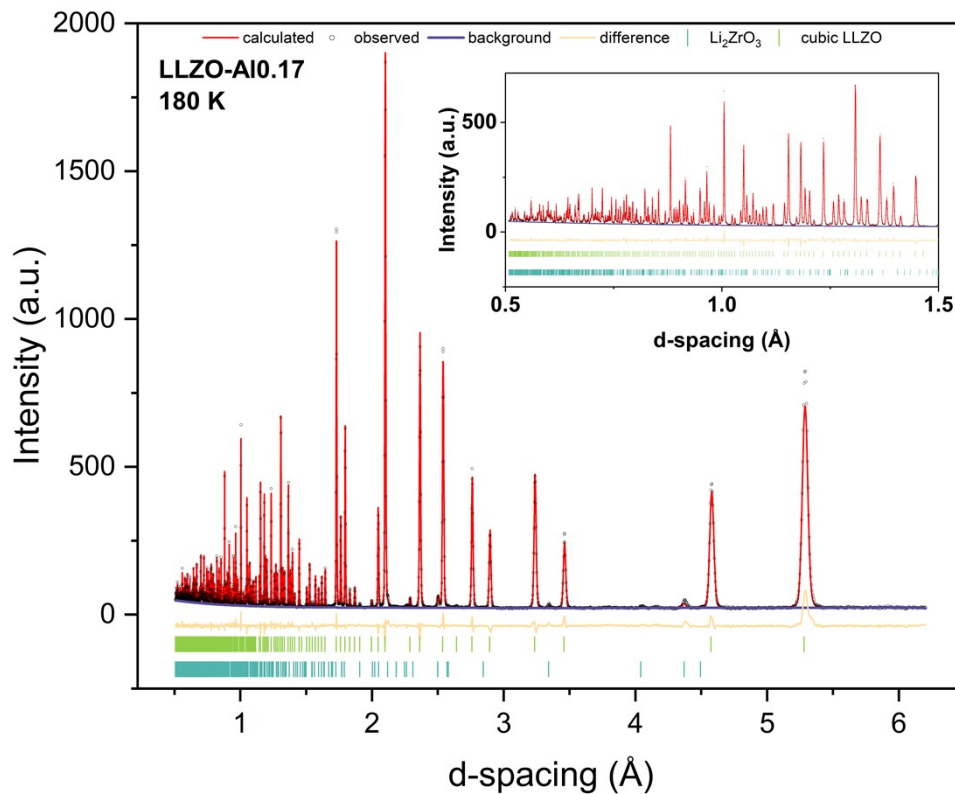 2000
calculated observed background difference Li₂ZrO₃ cubic LLZO
LLZO-Al0.17
180 K
1500
1000
500
0
Intensity (a.u.)
1 2 3 4 5 6
d-spacing (Å)
500
0
Intensity (a.u.)
0.5 1.0 1.5
d-spacing (Å)